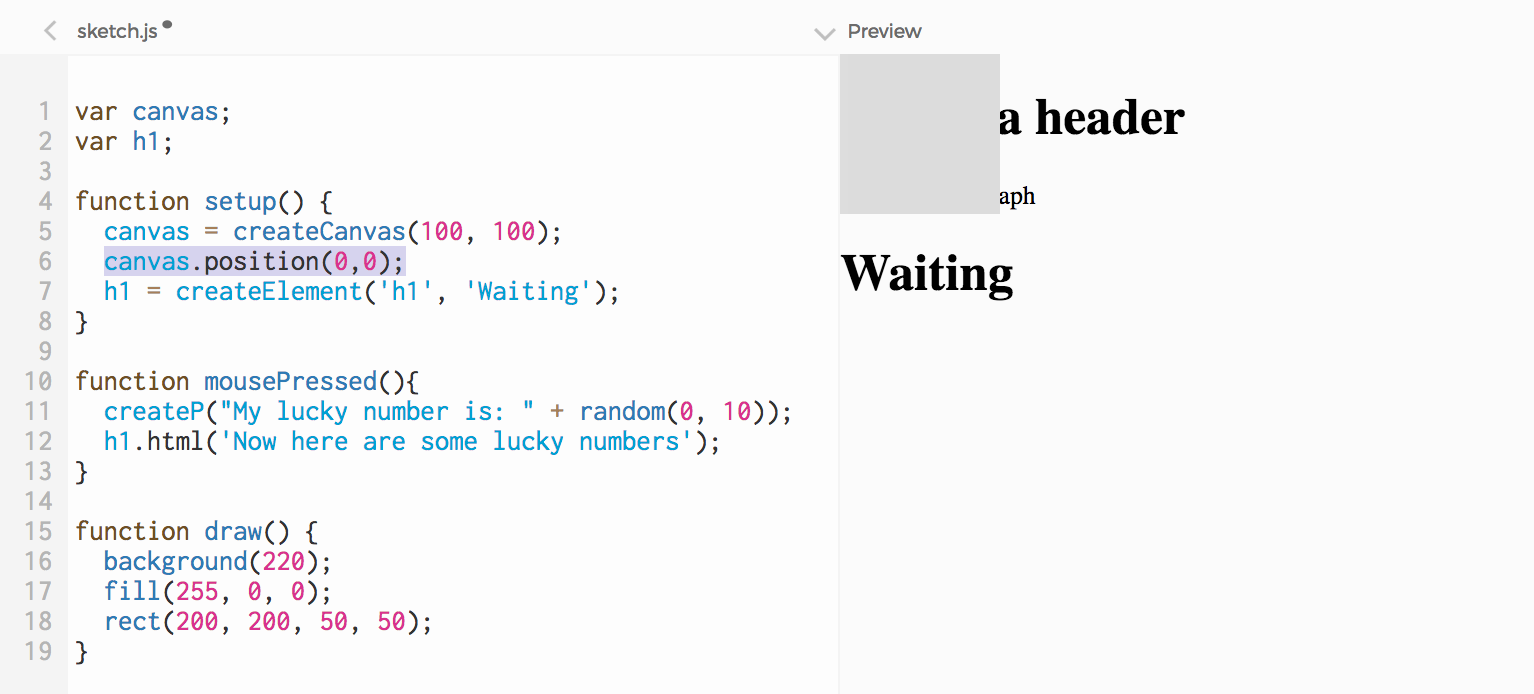 sketch.js Preview
1 var canvas;
2 var h1;
3
4 function setup() {
5   canvas = createCanvas(100, 100);
6   canvas.position(0,0);
7   h1 = createElement('h1', 'Waiting');
8 }
9
10 function mousePressed(){
11   createP("My lucky number is: " + random(0, 10));
12   h1.html('Now here are some lucky numbers');
13 }
14
15 function draw() {
16   background(220);
17   fill(255, 0, 0);
18   rect(200, 200, 50, 50);
19 }
a header
aph
Waiting